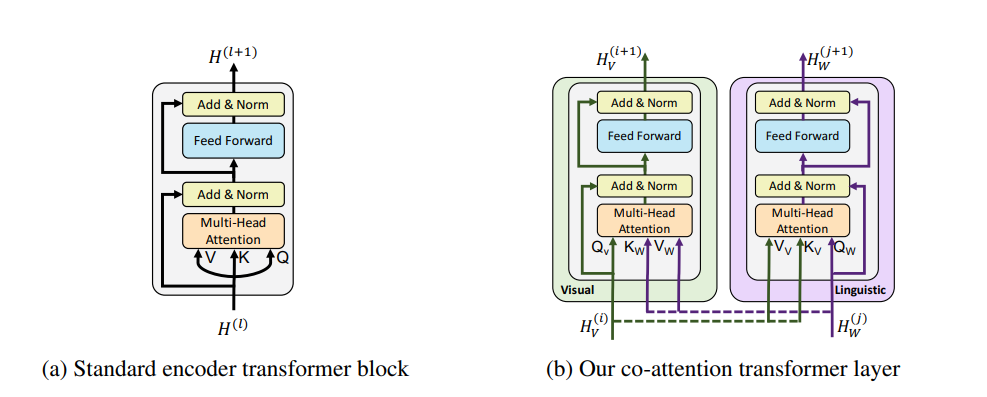 H^(l+1)
Add & Norm
Feed Forward
Add & Norm
Multi-Head
Attention
V K Q
H^(l)
(a) Standard encoder transformer block
H_V^(i+1)
Add & Norm
Feed Forward
Add & Norm
Multi-Head
Attention
Q_v K_W V_W
Visual
H_V^(i)
H_W^(j+1)
Add & Norm
Feed Forward
Add & Norm
Multi-Head
Attention
V_V K_V Q_W
Linguistic
H_W^(j)
(b) Our co-attention transformer layer